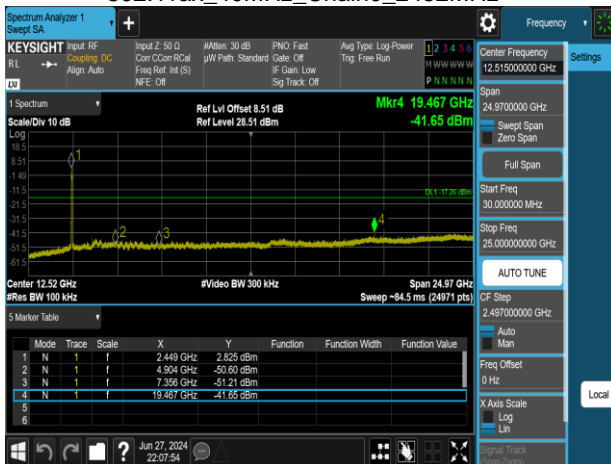 Spectrum Analyzer 1
Swept SA
+
Frequency
KEYSIGHT
RL
LXI
Input: RF
Coupling: DC
Align: Auto
Input Z: 50 Ω
Corr CCorr RCal
Freq Ref: Int (S)
NFE: Off
#Atten: 30 dB
µW Path: Standard
PNO: Fast
Gate: Off
IF Gain: Low
Sig Track: Off
Avg Type: Log-Power
Trig: Free Run
1 2 3 4 5 6
M W W W W W
P N N N N N
1 Spectrum
Scale/Div 10 dB
Log
Ref Lvl Offset 8.51 dB
Ref Level 28.51 dBm
Mkr4 19.467 GHz
-41.65 dBm
18.5
8.51
-1.49
-11.5
-21.5
-31.5
-41.5
-51.5
-61.5
1
2
3
4
DL1 -17.26 dBm
Center 12.52 GHz
#Res BW 100 kHz
#Video BW 300 kHz
Span 24.97 GHz
Sweep ~84.5 ms (24971 pts)
5 Marker Table
Mode Trace Scale X Y Function Function Width Function Value
1 N 1 f 2.449 GHz 2.825 dBm
2 N 1 f 4.904 GHz -50.60 dBm
3 N 1 f 7.356 GHz -51.21 dBm
4 N 1 f 19.467 GHz -41.65 dBm
5
6
Jun 27, 2024
22:07:54
Center Frequency
12.515000000 GHz
Settings
Span
24.9700000 GHz
Swept Span
Zero Span
Full Span
Start Freq
30.000000 MHz
Stop Freq
25.000000000 GHz
AUTO TUNE
CF Step
2.497000000 GHz
Auto
Man
Freq Offset
0 Hz
X Axis Scale
Log
Lin
Local
Signal Track
(Span Zoom)